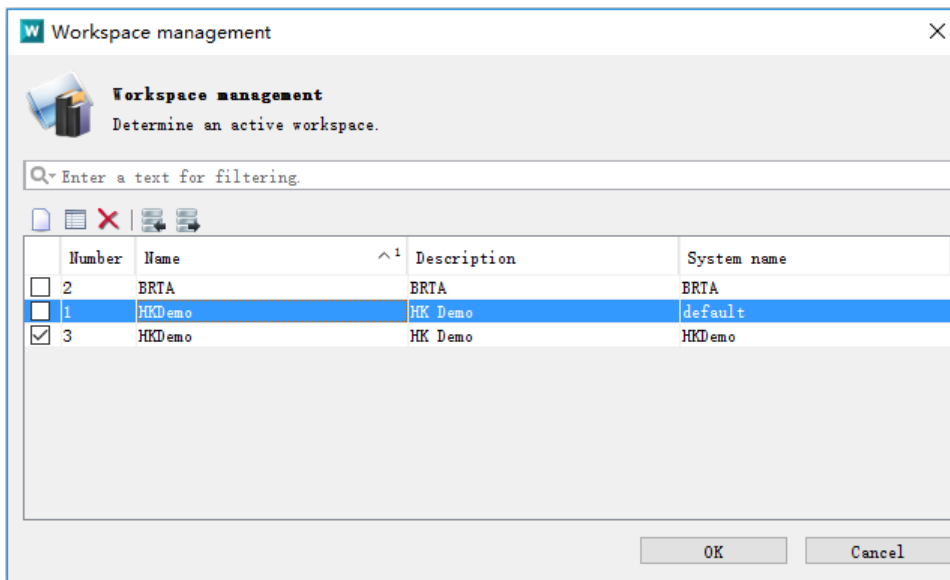 W Workspace management
Workspace management
Determine an active workspace.
Enter a text for filtering.
Number Name 1 Description System name
2 BRTA BRTA BRTA
1 HKDemo HK Demo default
3 HKDemo HK Demo HKDemo
OK Cancel